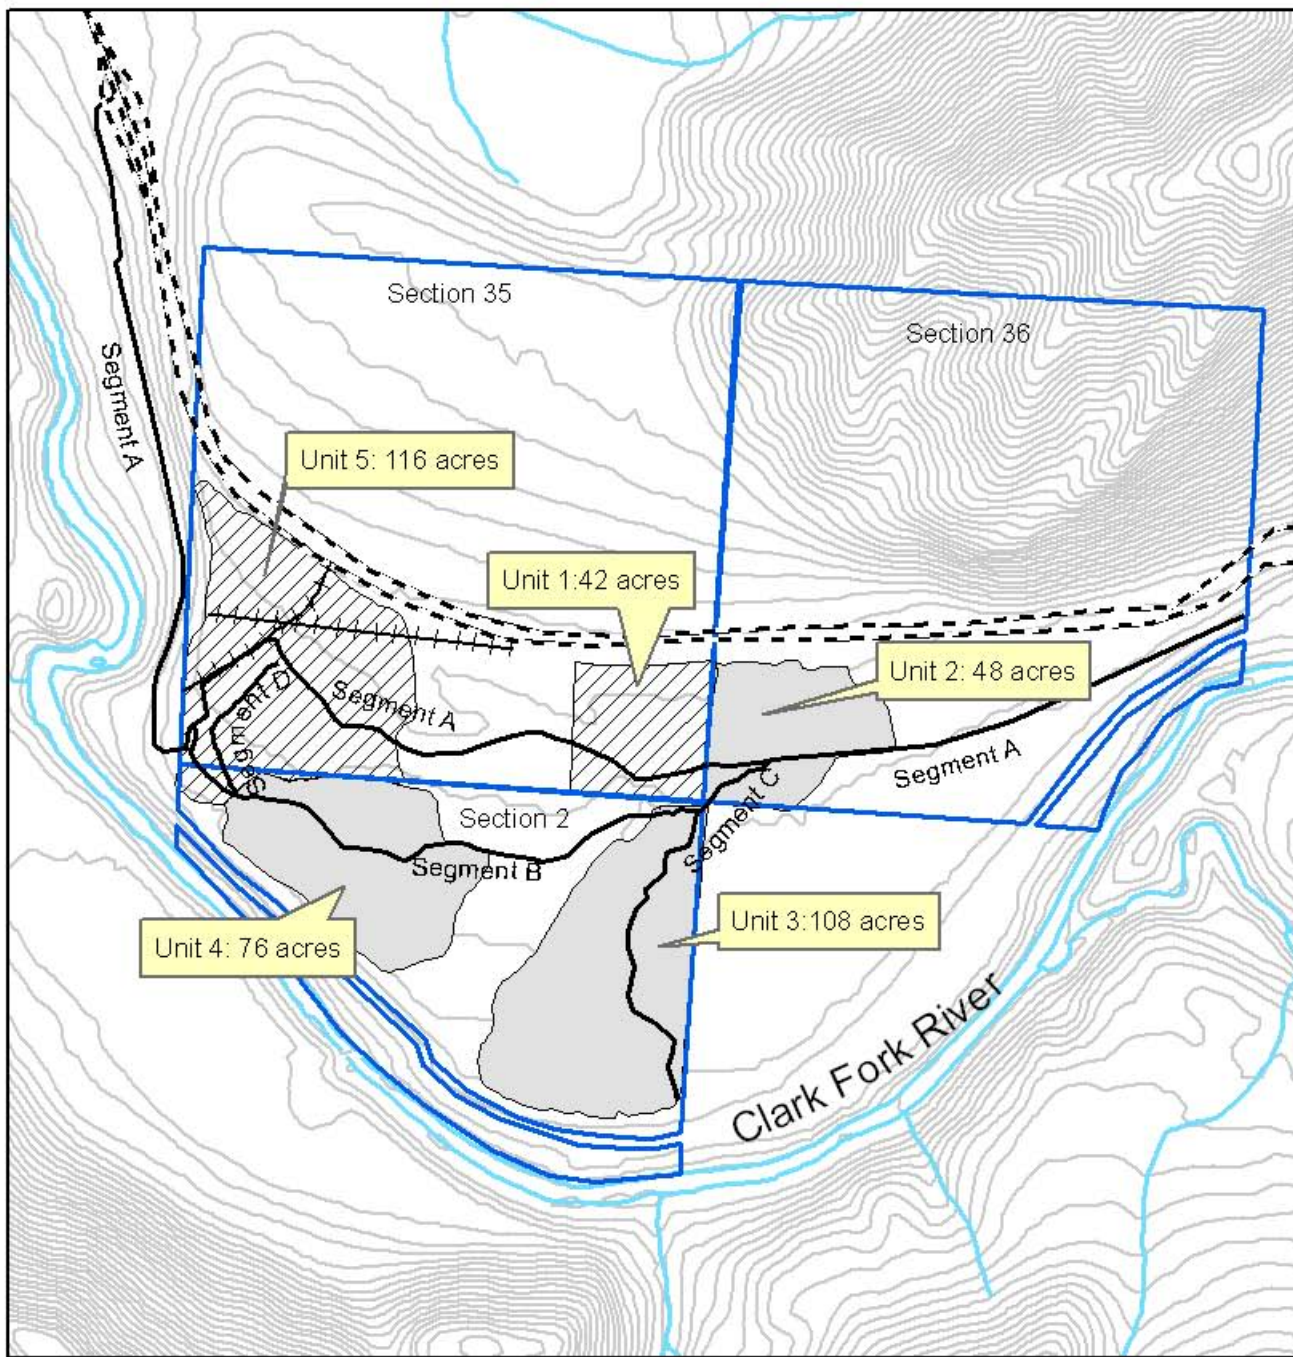 Section 35
Section 36
Segment A
Unit 5: 116 acres
Unit 1:42 acres
Unit 2: 48 acres
Segment A
Segment D
Segment A
Segment C
Section 2
Segment B
Unit 3:108 acres
Unit 4: 76 acres
Clark Fork River